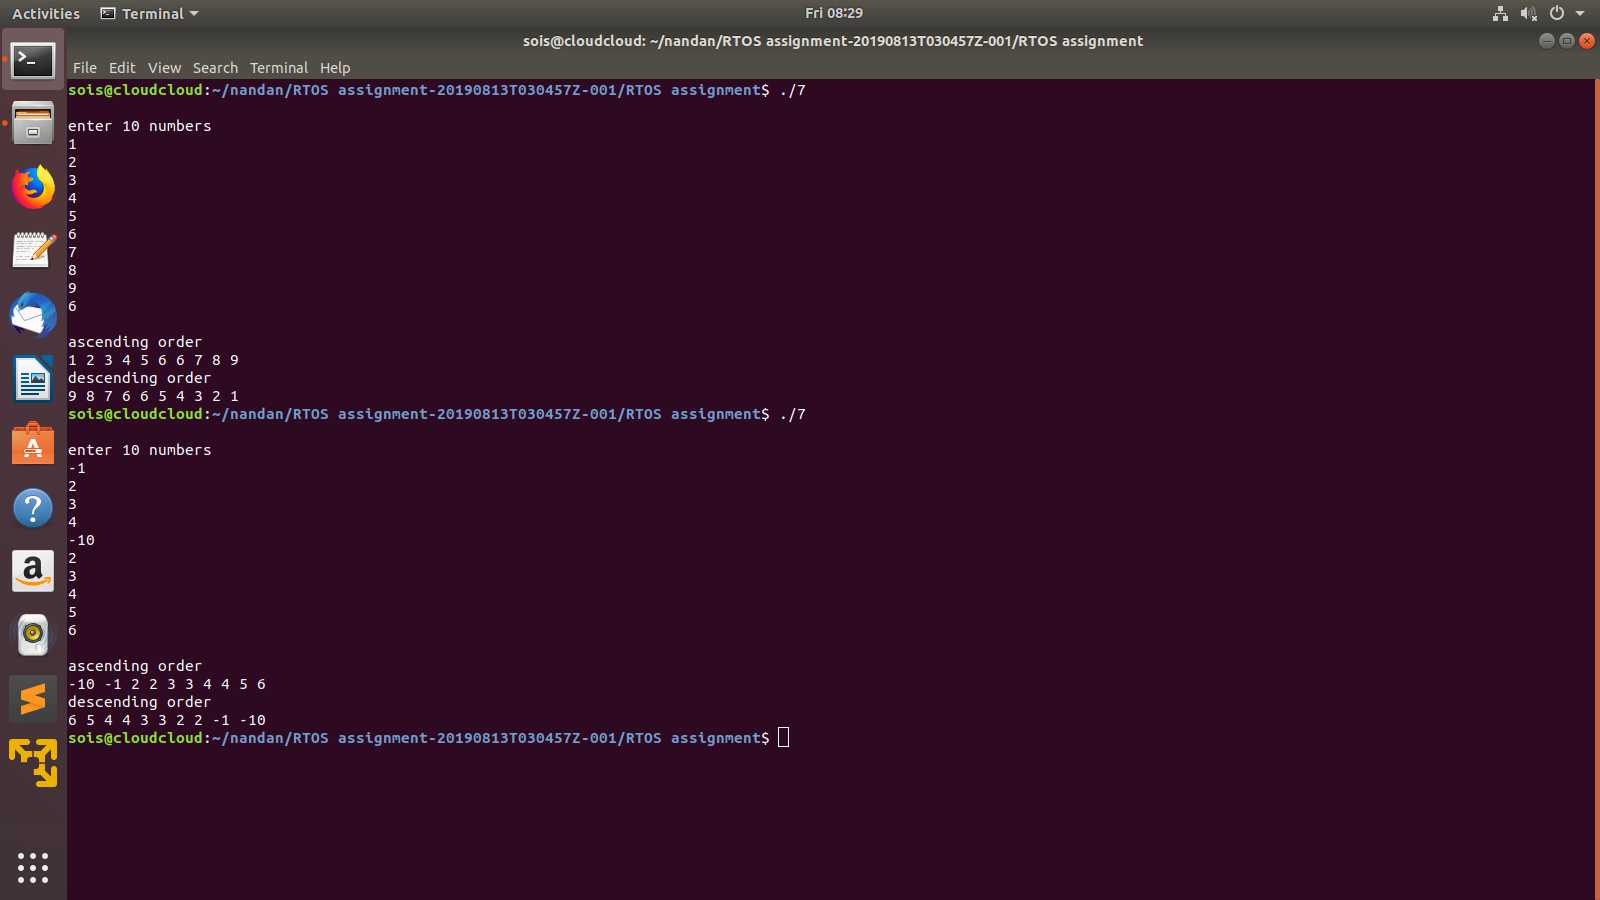 Activities Terminal Fri 08:29
sois@cloudcloud: ~/nandan/RTOS assignment-20190813T030457Z-001/RTOS assignment
File Edit View Search Terminal Help
sois@cloudcloud:~/nandan/RTOS assignment-20190813T030457Z-001/RTOS assignment$ ./7
enter 10 numbers
1
2
3
4
5
6
7
8
9
6
ascending order
1 2 3 4 5 6 6 7 8 9
descending order
9 8 7 6 6 5 4 3 2 1
sois@cloudcloud:~/nandan/RTOS assignment-20190813T030457Z-001/RTOS assignment$ ./7
enter 10 numbers
-1
2
3
4
-10
2
3
4
5
6
ascending order
-10 -1 2 2 3 3 4 4 5 6
descending order
6 5 4 4 3 3 2 2 -1 -10
sois@cloudcloud:~/nandan/RTOS assignment-20190813T030457Z-001/RTOS assignment$